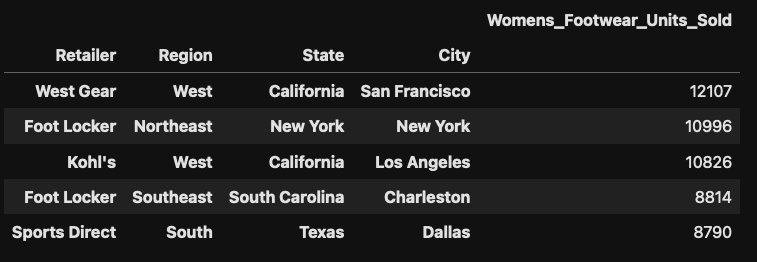 Womens_Footwear_Units_Sold
Retailer Region State City
West Gear West California San Francisco 12107
Foot Locker Northeast New York New York 10996
Kohl's West California Los Angeles 10826
Foot Locker Southeast South Carolina Charleston 8814
Sports Direct South Texas Dallas 8790